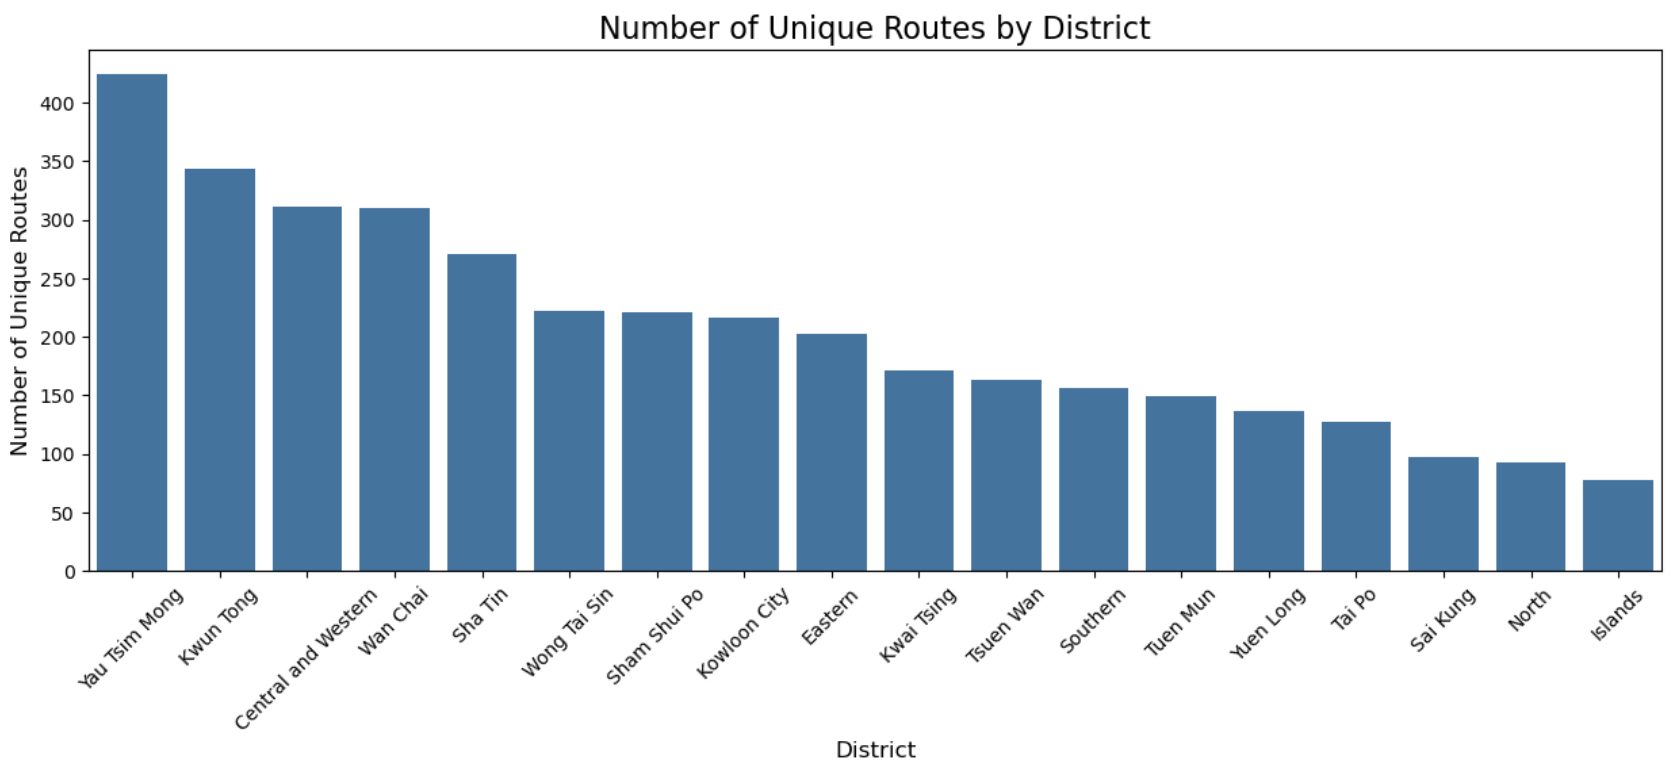 Number of Unique Routes by District
Number of Unique Routes
400
350
300
250
200
150
100
50
0
Yau Tsim Mong
Kwun Tong
Central and Western
Wan Chai
Sha Tin
Wong Tai Sin
Sham Shui Po
Kowloon City
Eastern
Kwai Tsing
Tsuen Wan
Southern
Tuen Mun
Yuen Long
Tai Po
Sai Kung
North
Islands
District